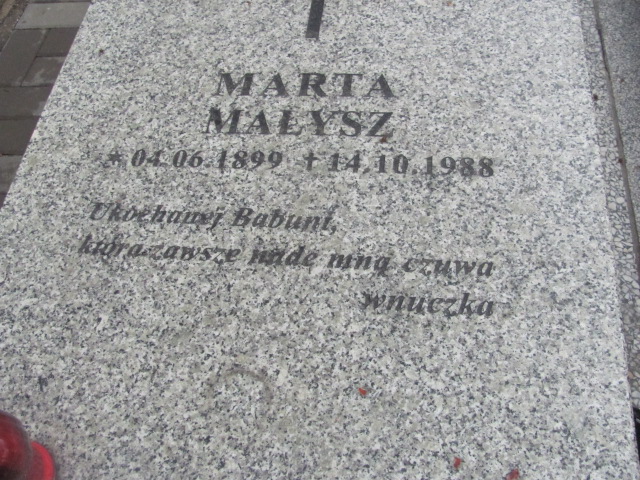 MARTA
MAŁYSZ
* 04.06.1899 † 14.10.1988
Ukochanej Babuni,
która zawsze nade mną czuwa
wnuczka